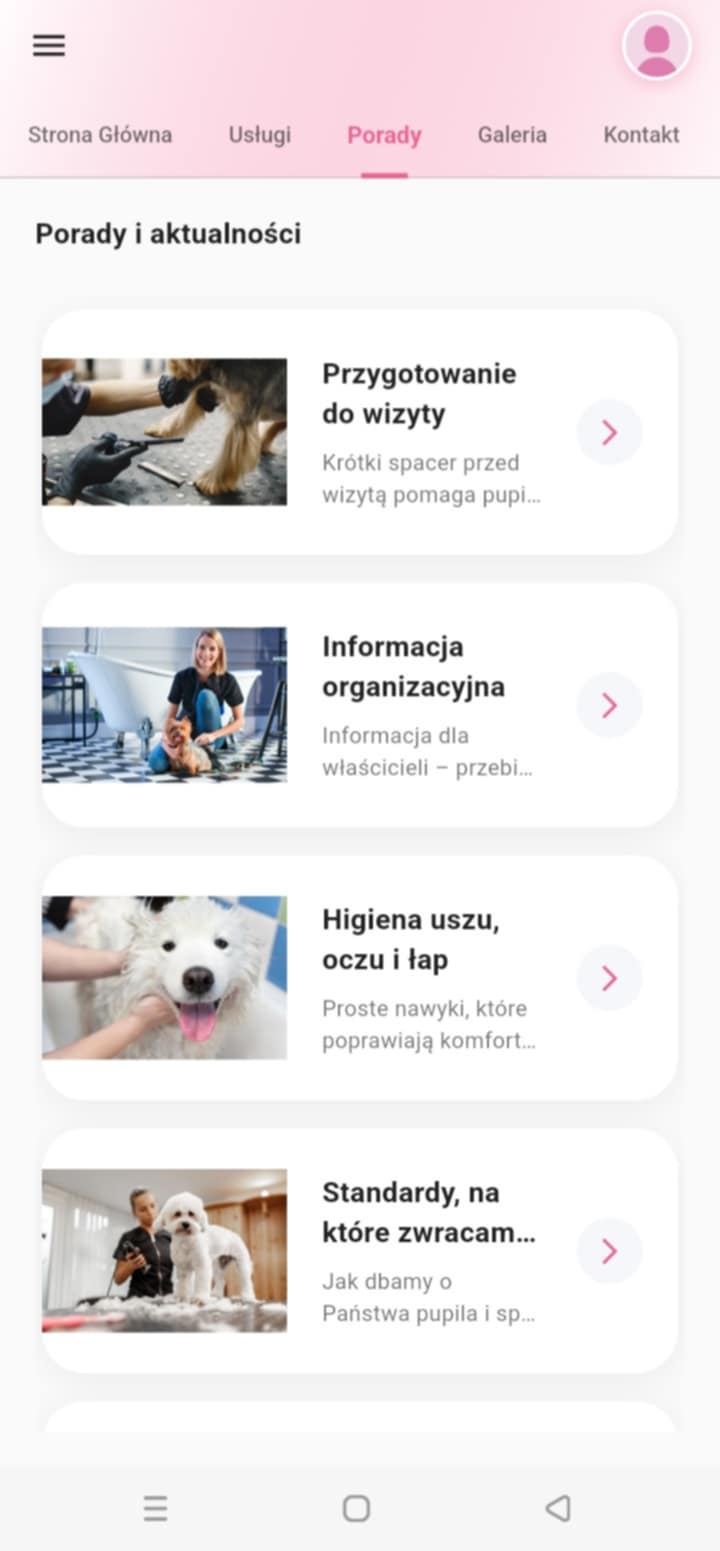 Strona Główna Usługi Porady Galeria Kontakt
Porady i aktualności
Przygotowanie
do wizyty
Krótki spacer przed
wizytą pomaga pupi…
Informacja
organizacyjna
Informacja dla
właścicieli – przebi…
Higiena uszu,
oczu i łap
Proste nawyki, które
poprawiają komfort…
Standardy, na
które zwracam…
Jak dbamy o
Państwa pupila i sp…